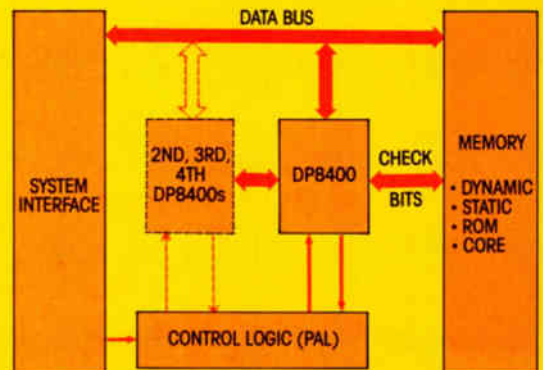 DATA BUS
SYSTEM
INTERFACE
2ND, 3RD,
4TH
DP8400s
DP8400
CHECK
BITS
MEMORY
• DYNAMIC
• STATIC
• ROM
• CORE
CONTROL LOGIC (PAL)